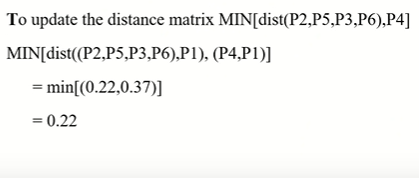 To update the distance matrix MIN[dist(P2,P5,P3,P6),P4]
MIN[dist((P2,P5,P3,P6),P1), (P4,P1)]
= min[(0.22,0.37)]
= 0.22